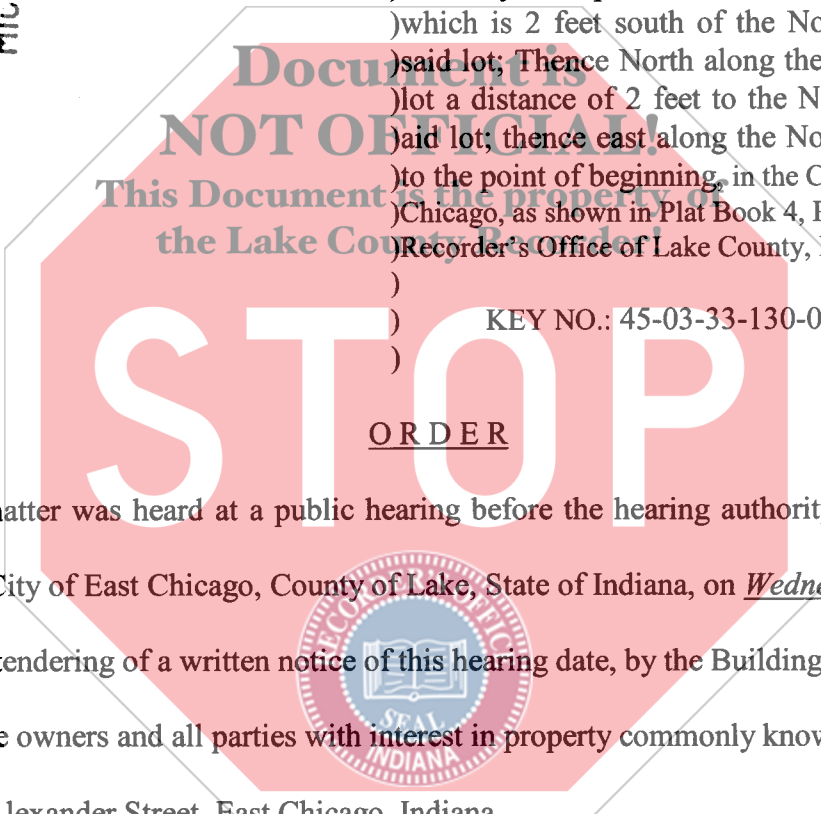 )which is 2 feet south of the No
)said lot; Thence North along the
)lot a distance of 2 feet to the N
)aid lot; thence east along the No
)to the point of beginning, in the C
)Chicago, as shown in Plat Book 4,
)Recorder's Office of Lake County,
)
) KEY NO.: 45-03-33-130-0
)
Document is
NOT OFFICIAL!
This Document is the property of
the Lake County Recorder!
STOP
ORDER
atter was heard at a public hearing before the hearing authority
City of East Chicago, County of Lake, State of Indiana, on Wedne
tendering of a written notice of this hearing date, by the Building
e owners and all parties with interest in property commonly know
lexander Street, East Chicago, Indiana
SEAL
INDIANA